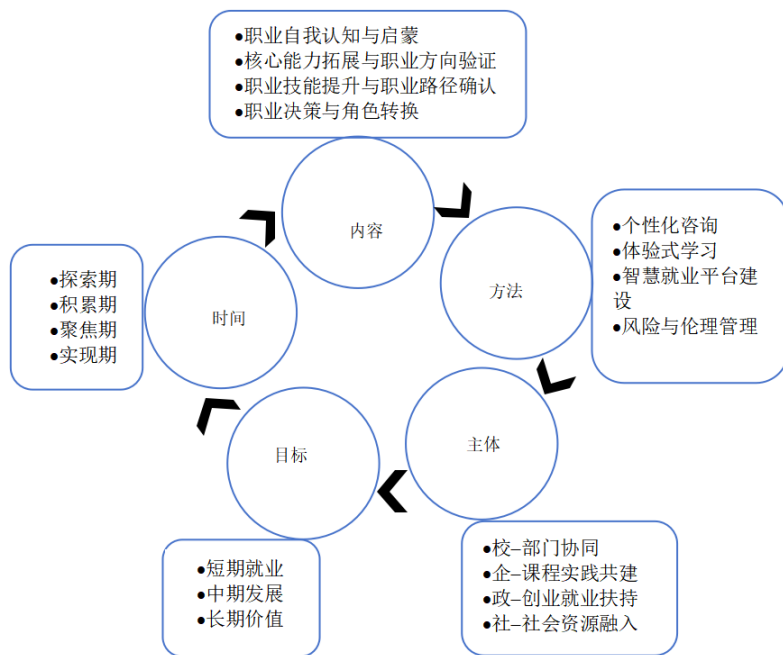 ●职业自我认知与启蒙
●核心能力拓展与职业方向验证
●职业技能提升与职业路径确认
●职业决策与角色转换
内容
●个性化咨询
●体验式学习
●智慧就业平台建
设
●风险与伦理管理
方法
●探索期
●积累期
●聚焦期
●实现期
时间
目标
主体
●短期就业
●中期发展
●长期价值
●校–部门协同
●企–课程实践共建
●政–创业就业扶持
●社–社会资源融入